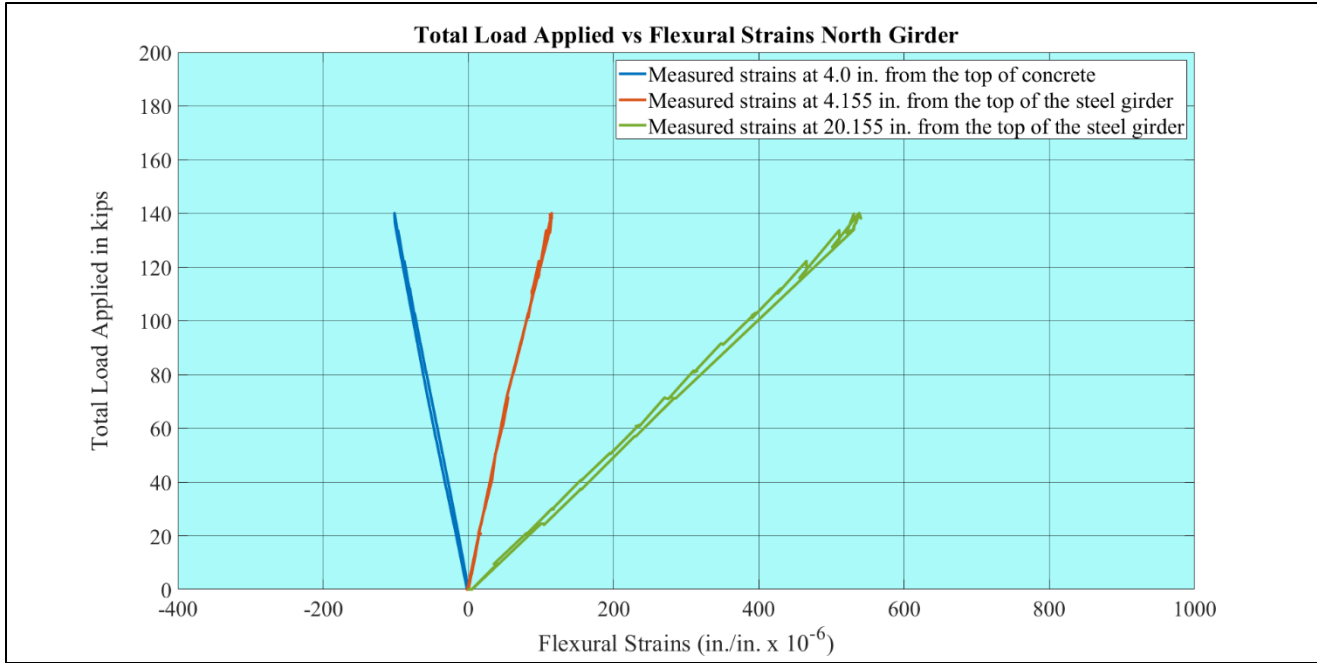 Total Load Applied vs Flexural Strains North Girder
Measured strains at 4.0 in. from the top of concrete
Measured strains at 4.155 in. from the top of the steel girder
Measured strains at 20.155 in. from the top of the steel girder
Total Load Applied in kips
200
180
160
140
120
100
80
60
40
20
0
-400 -200 0 200 400 600 800 1000
Flexural Strains (in./in. x 10⁻⁶)